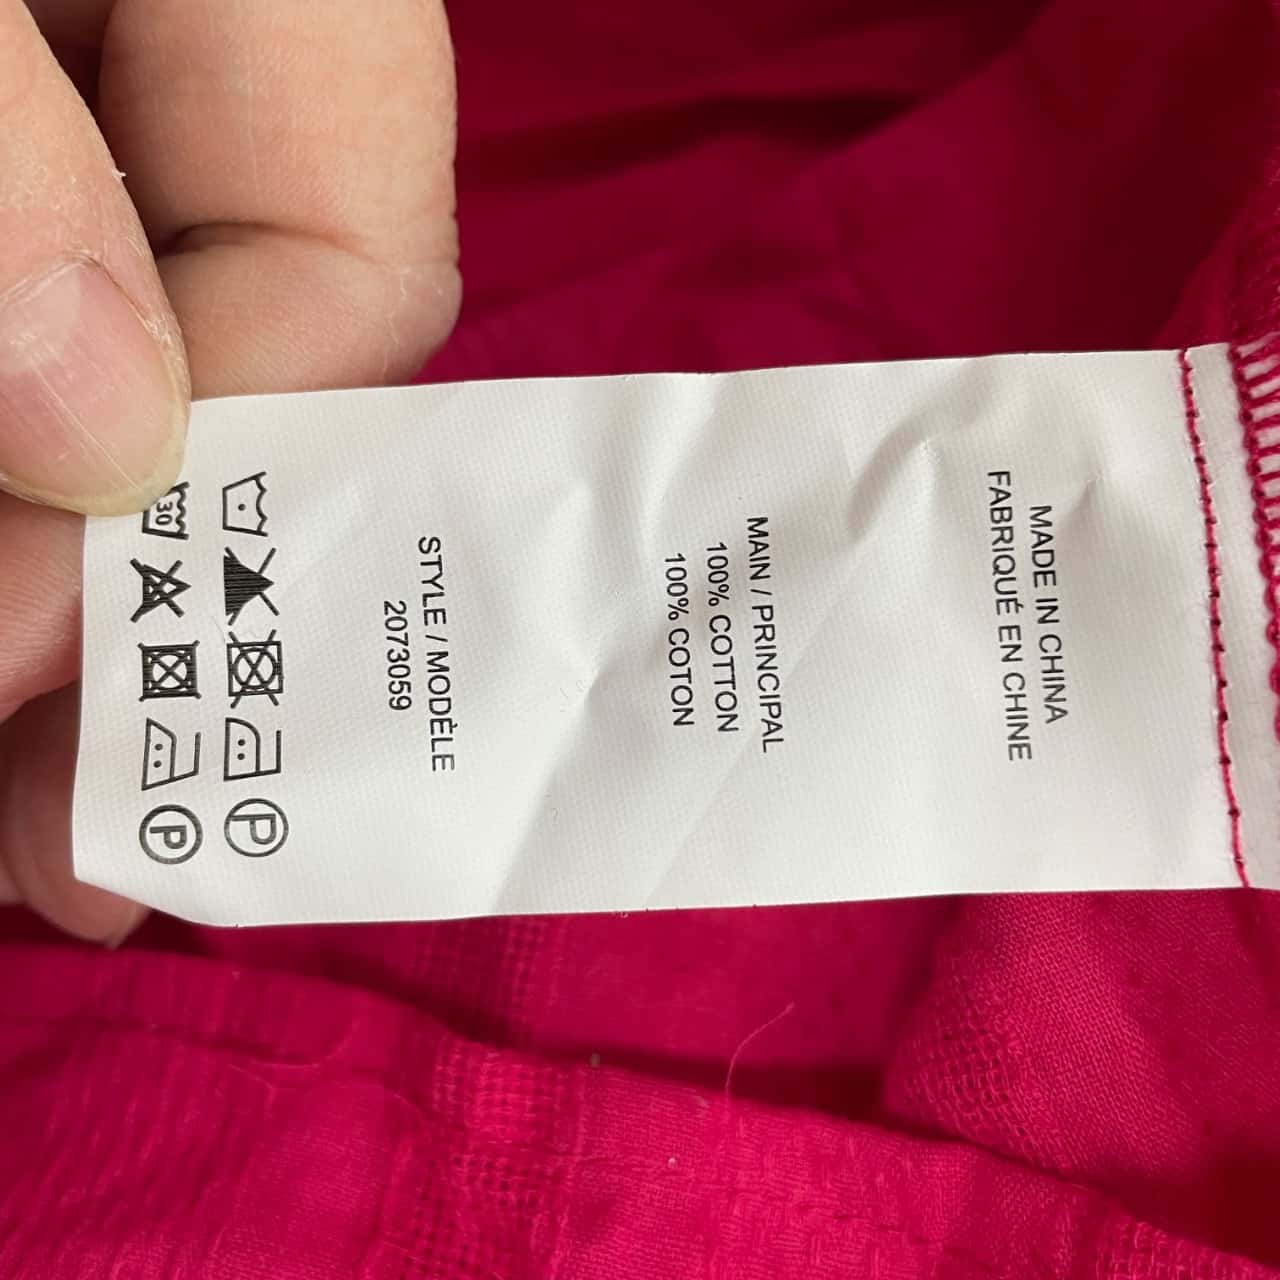 MADE IN CHINA
FABRIQUÉ EN CHINE
MAIN / PRINCIPAL
100% COTTON
100% COTON
STYLE / MODÈLE
2073059
P
30
P